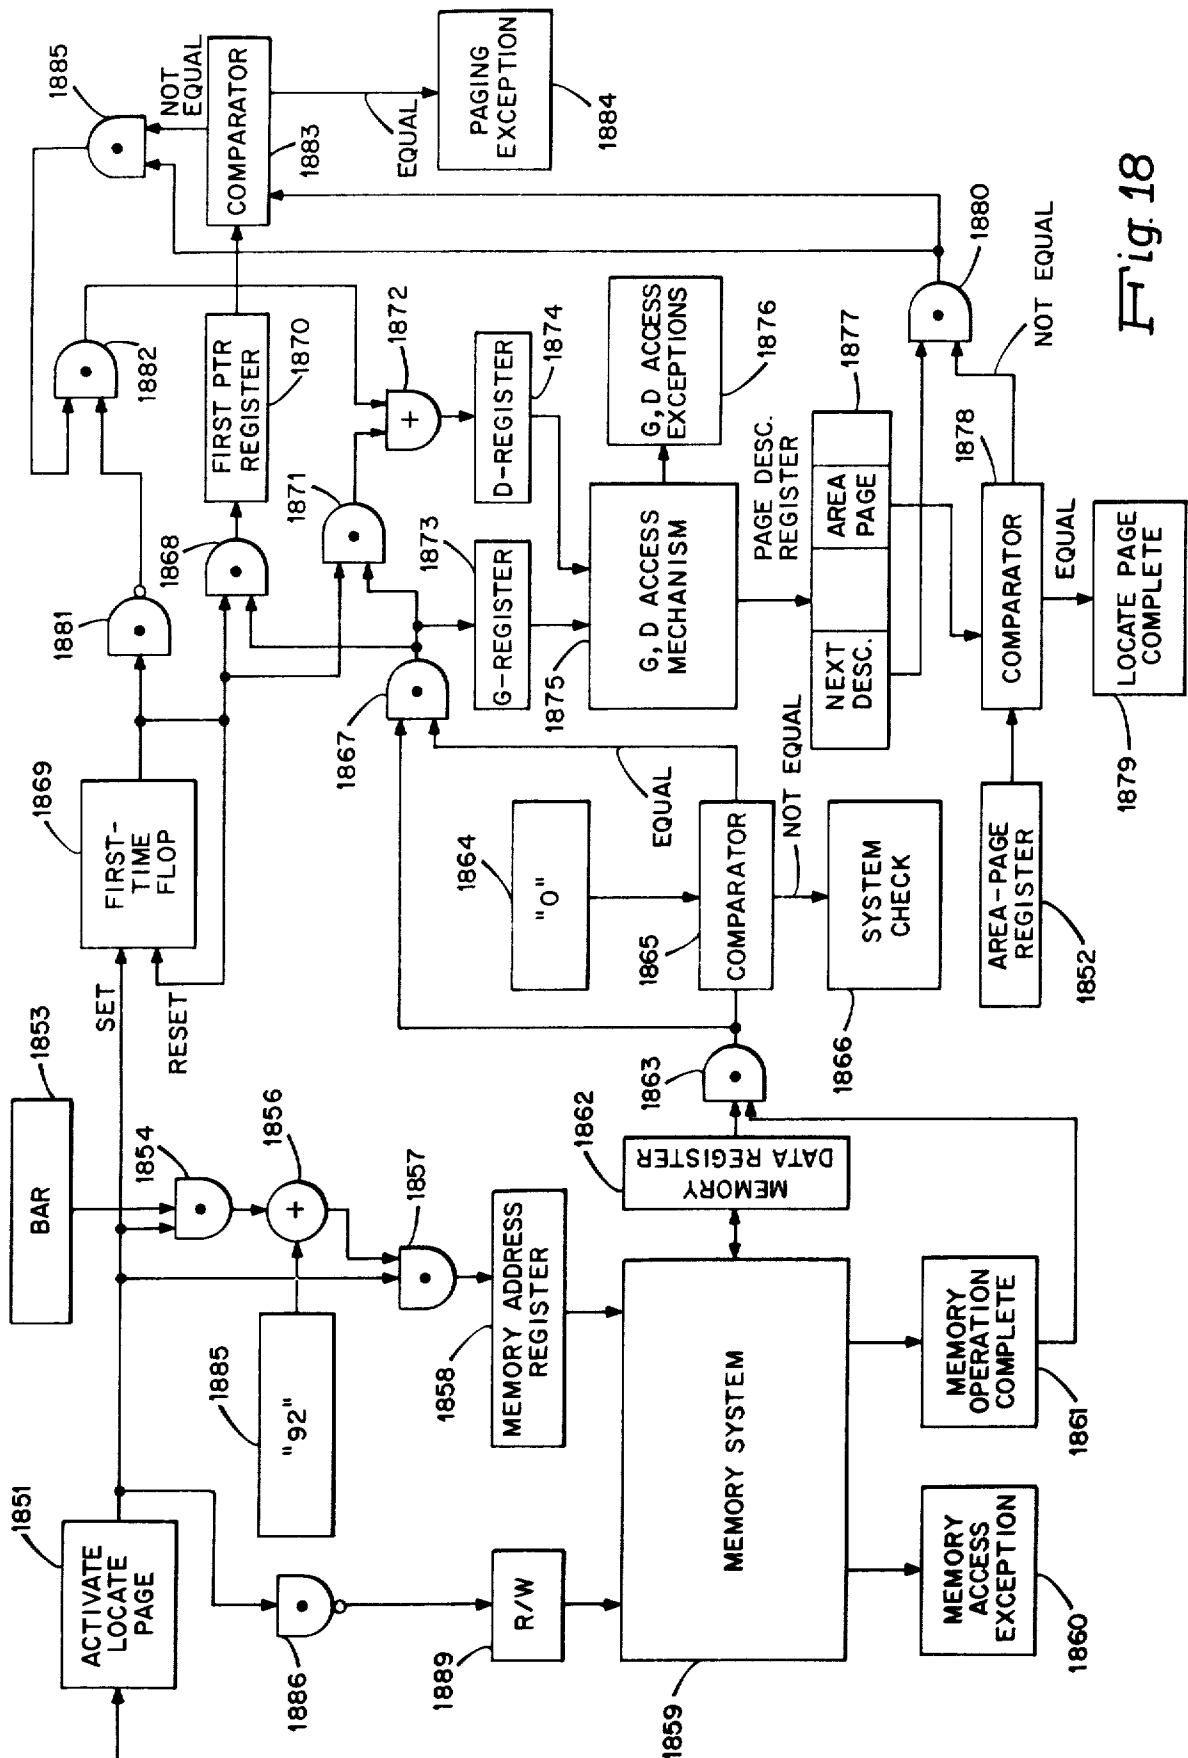 1851
ACTIVATE
LOCATE
PAGE
1853
BAR
SET
RESET
1869
FIRST-
TIME
FLOP
1881
1882
1885
NOT
EQUAL
1854
1856
1857
1885
"92"
1886
1889
R/W
1858
MEMORY ADDRESS
REGISTER
1868
1870
FIRST PTR
REGISTER
COMPARATOR
1883
EQUAL
PAGING
EXCEPTION
1884
1871
1872
1867
1873
G-REGISTER
1874
D-REGISTER
1859
MEMORY SYSTEM
1862
MEMORY
DATA REGISTER
1863
1864
"0"
EQUAL
1865
COMPARATOR
NOT EQUAL
1866
SYSTEM
CHECK
1875
G,D ACCESS
MECHANISM
G,D ACCESS
EXCEPTIONS
1876
PAGE DESC.
REGISTER
1877
NEXT
DESC.
AREA
PAGE
1880
NOT EQUAL
1860
MEMORY
ACCESS
EXCEPTION
1861
MEMORY
OPERATION
COMPLETE
1852
AREA-PAGE
REGISTER
1878
COMPARATOR
EQUAL
1879
LOCATE PAGE
COMPLETE
Fig. 18